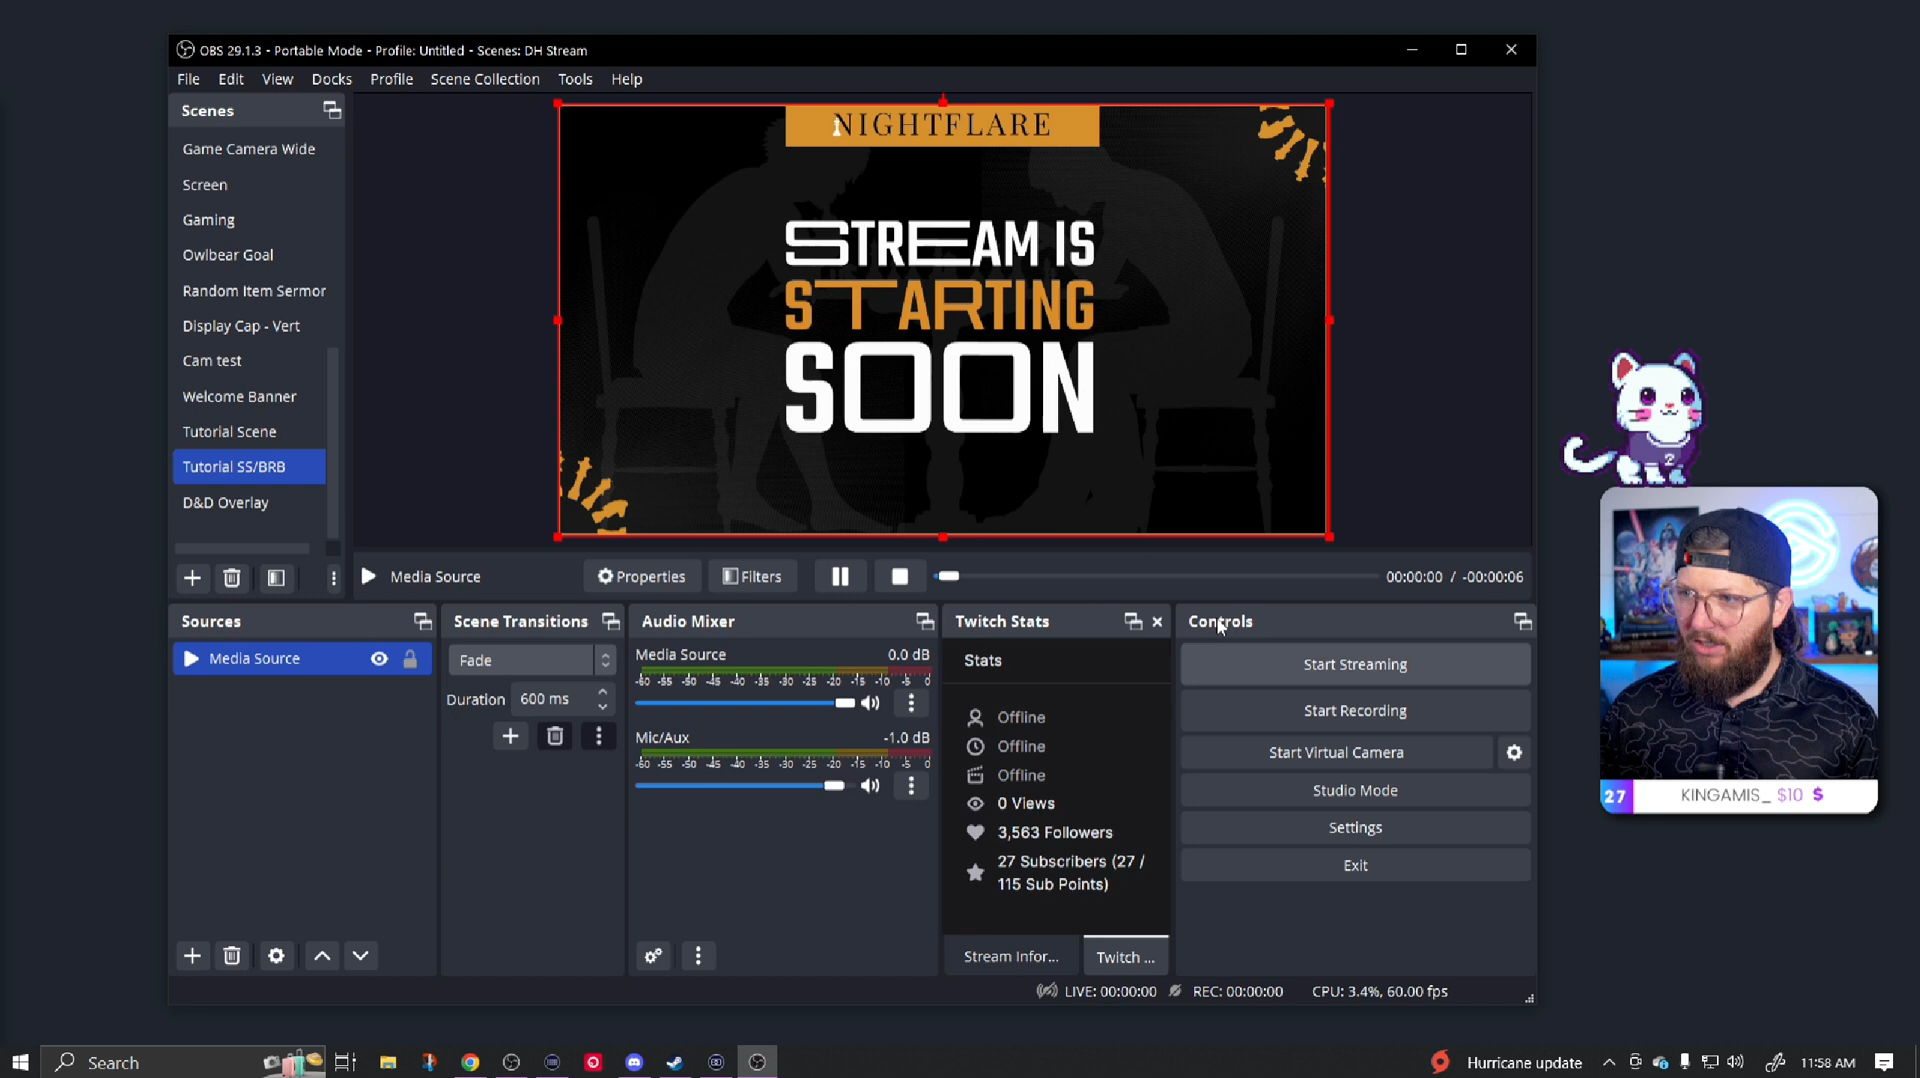 OBS 29.1.3 - Portable Mode - Profile: Untitled - Scenes: DH Stream
File Edit View Docks Profile Scene Collection Tools Help
Scenes
Game Camera Wide
Screen
Gaming
Owlbear Goal
Random Item Sermor
Display Cap - Vert
Cam test
Welcome Banner
Tutorial Scene
Tutorial SS/BRB
D&D Overlay
NIGHTFLARE
STREAM IS
STARTING
SOON
Media Source Properties Filters 00:00:00 / -00:00:06
Sources
Media Source
Scene Transitions
Fade
Duration 600 ms
Audio Mixer
Media Source 0.0 dB
-60 -55 -50 -45 -40 -35 -30 -25 -20 -15 -10 -5 0
Mic/Aux -1.0 dB
-60 -55 -50 -45 -40 -35 -30 -25 -20 -15 -10 -5 0
Twitch Stats
Stats
Offline
Offline
Offline
0 Views
3,563 Followers
27 Subscribers (27 /
115 Sub Points)
Stream Infor... Twitch ...
Controls
Start Streaming
Start Recording
Start Virtual Camera
Studio Mode
Settings
Exit
LIVE: 00:00:00 REC: 00:00:00 CPU: 3.4%, 60.00 fps
2
27 KINGAMIS_ $10 $
Search Hurricane update 11:58 AM